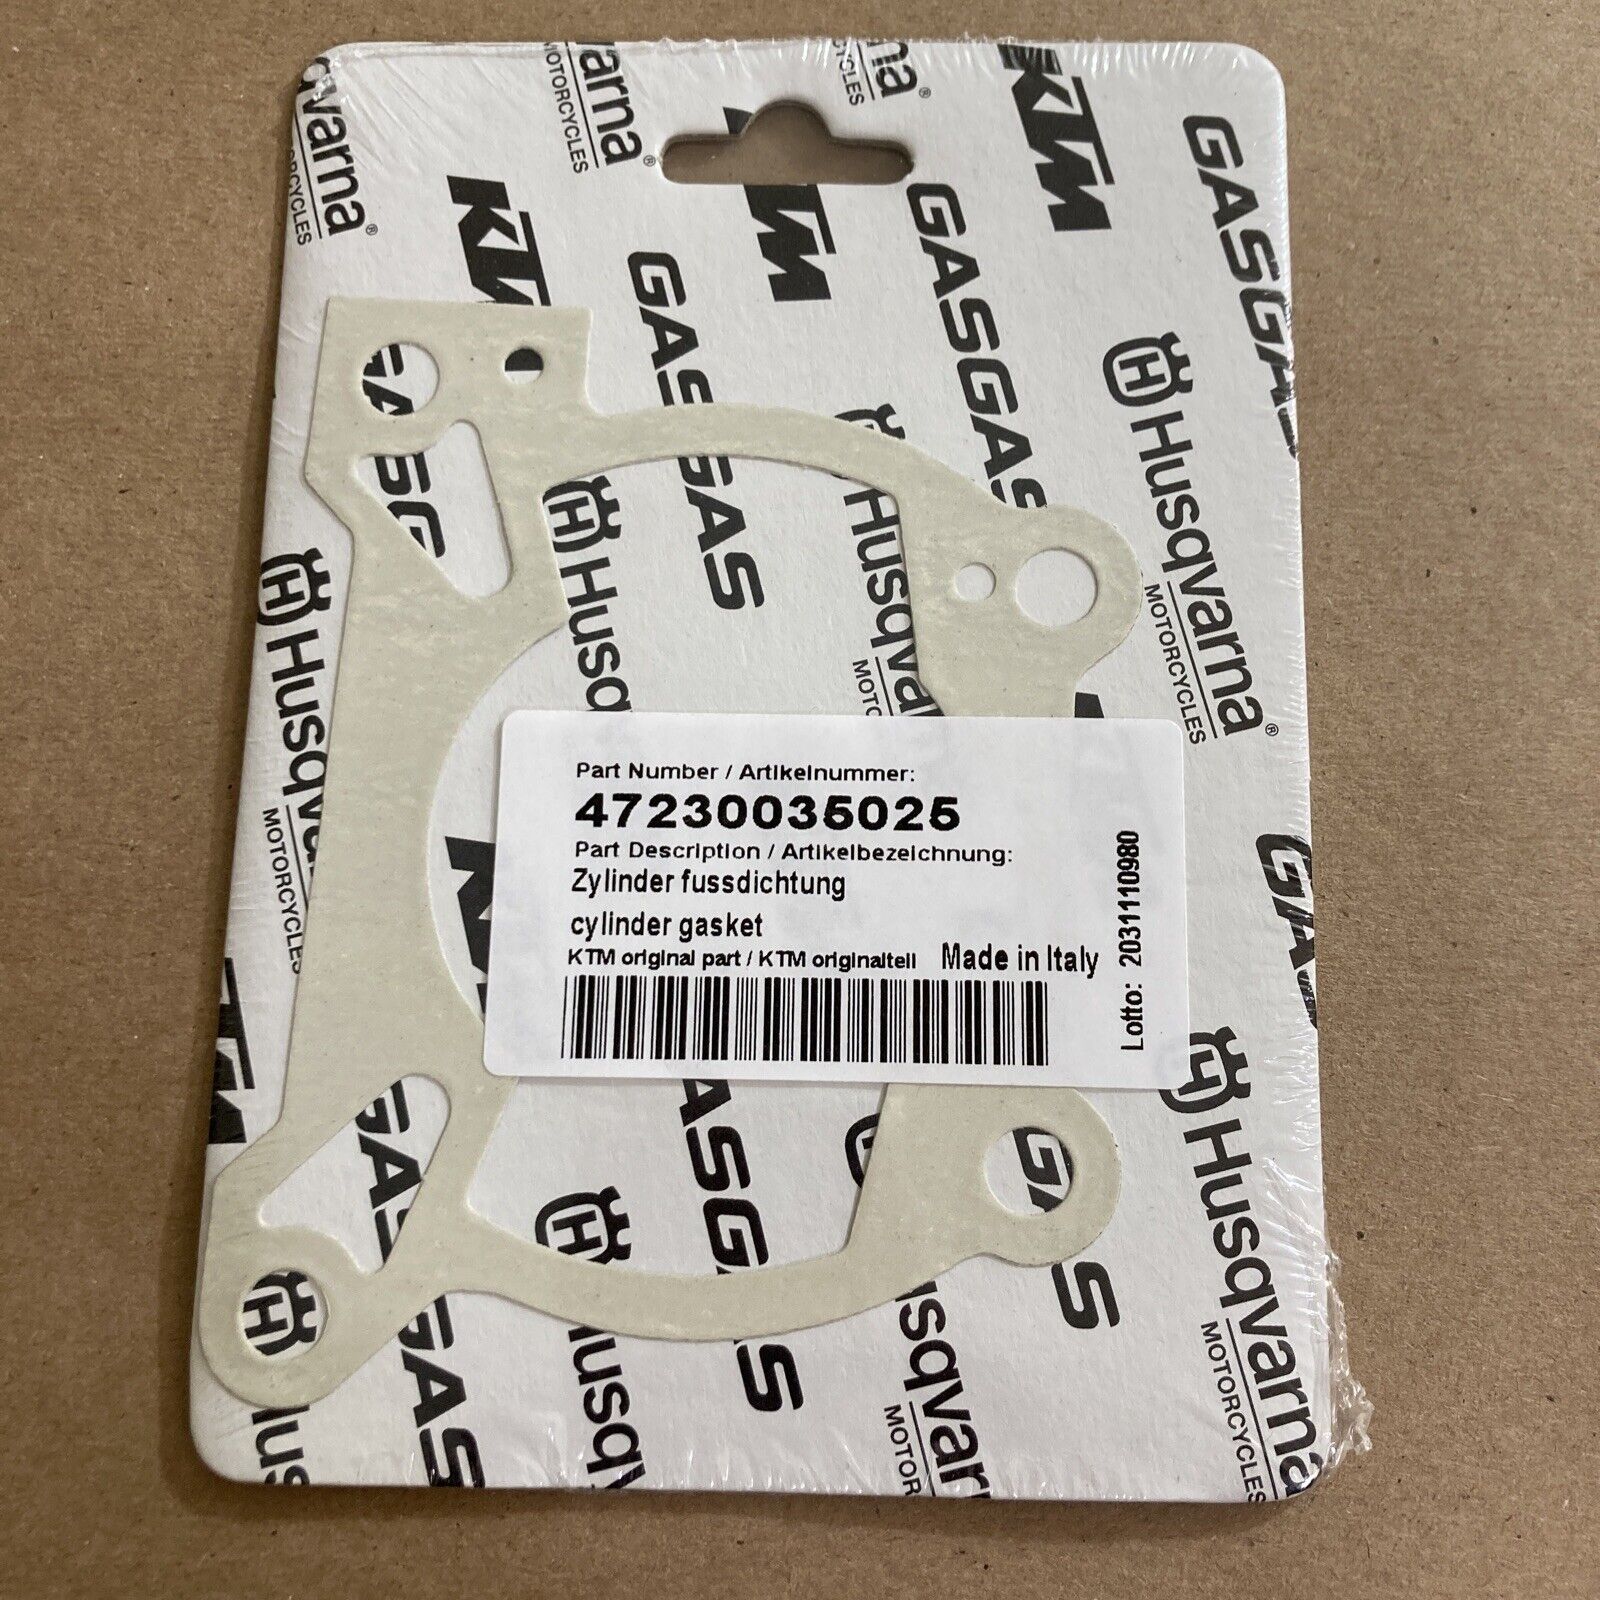 KTM
GASGAS
Husqvarna®
MOTORCYCLES
Part Number / Artikelnummer:
47230035025
Part Description / Artikelbezeichnung:
Zylinder fussdichtung
cylinder gasket
KTM original part / KTM originalteil Made in Italy
Lotto: 2031110980